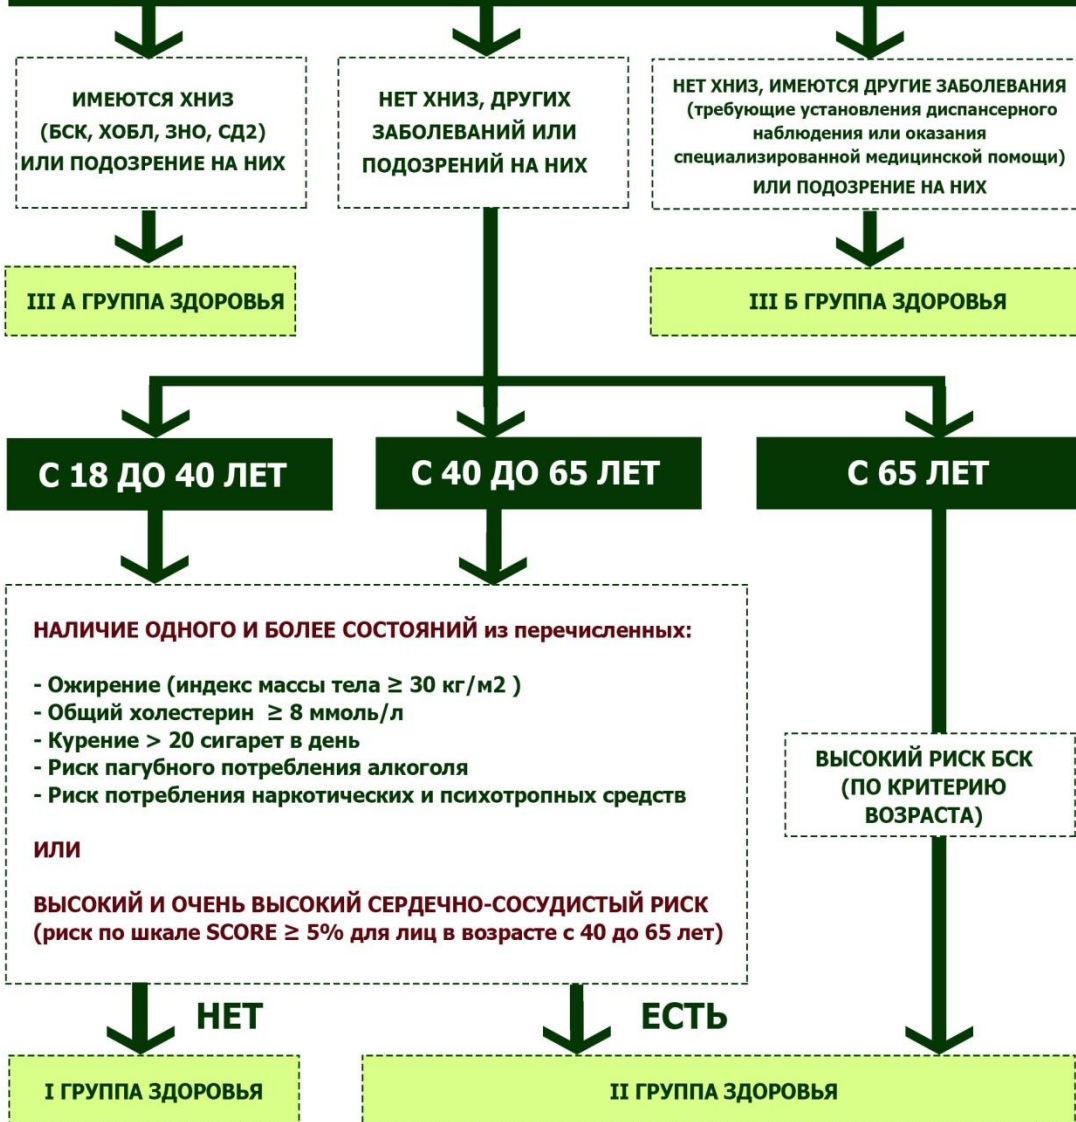 ИМЕЮТСЯ ХНИЗ
(БСК, ХОБЛ, ЗНО, СД2)
ИЛИ ПОДОЗРЕНИЕ НА НИХ
НЕТ ХНИЗ, ДРУГИХ
ЗАБОЛЕВАНИЙ ИЛИ
ПОДОЗРЕНИЙ НА НИХ
НЕТ ХНИЗ, ИМЕЮТСЯ ДРУГИЕ ЗАБОЛЕВАНИЯ
(требующие установления диспансерного
наблюдения или оказания
специализированной медицинской помощи)
ИЛИ ПОДОЗРЕНИЕ НА НИХ
III А ГРУППА ЗДОРОВЬЯ
III Б ГРУППА ЗДОРОВЬЯ
С 18 ДО 40 ЛЕТ
С 40 ДО 65 ЛЕТ
С 65 ЛЕТ
НАЛИЧИЕ ОДНОГО И БОЛЕЕ СОСТОЯНИЙ из перечисленных:
- Ожирение (индекс массы тела ≥ 30 кг/м2 )
- Общий холестерин ≥ 8 ммоль/л
- Курение > 20 сигарет в день
- Риск пагубного потребления алкоголя
- Риск потребления наркотических и психотропных средств
ИЛИ
ВЫСОКИЙ И ОЧЕНЬ ВЫСОКИЙ СЕРДЕЧНО-СОСУДИСТЫЙ РИСК
(риск по шкале SCORE ≥ 5% для лиц в возрасте с 40 до 65 лет)
ВЫСОКИЙ РИСК БСК
(ПО КРИТЕРИЮ
ВОЗРАСТА)
НЕТ
ЕСТЬ
I ГРУППА ЗДОРОВЬЯ
II ГРУППА ЗДОРОВЬЯ